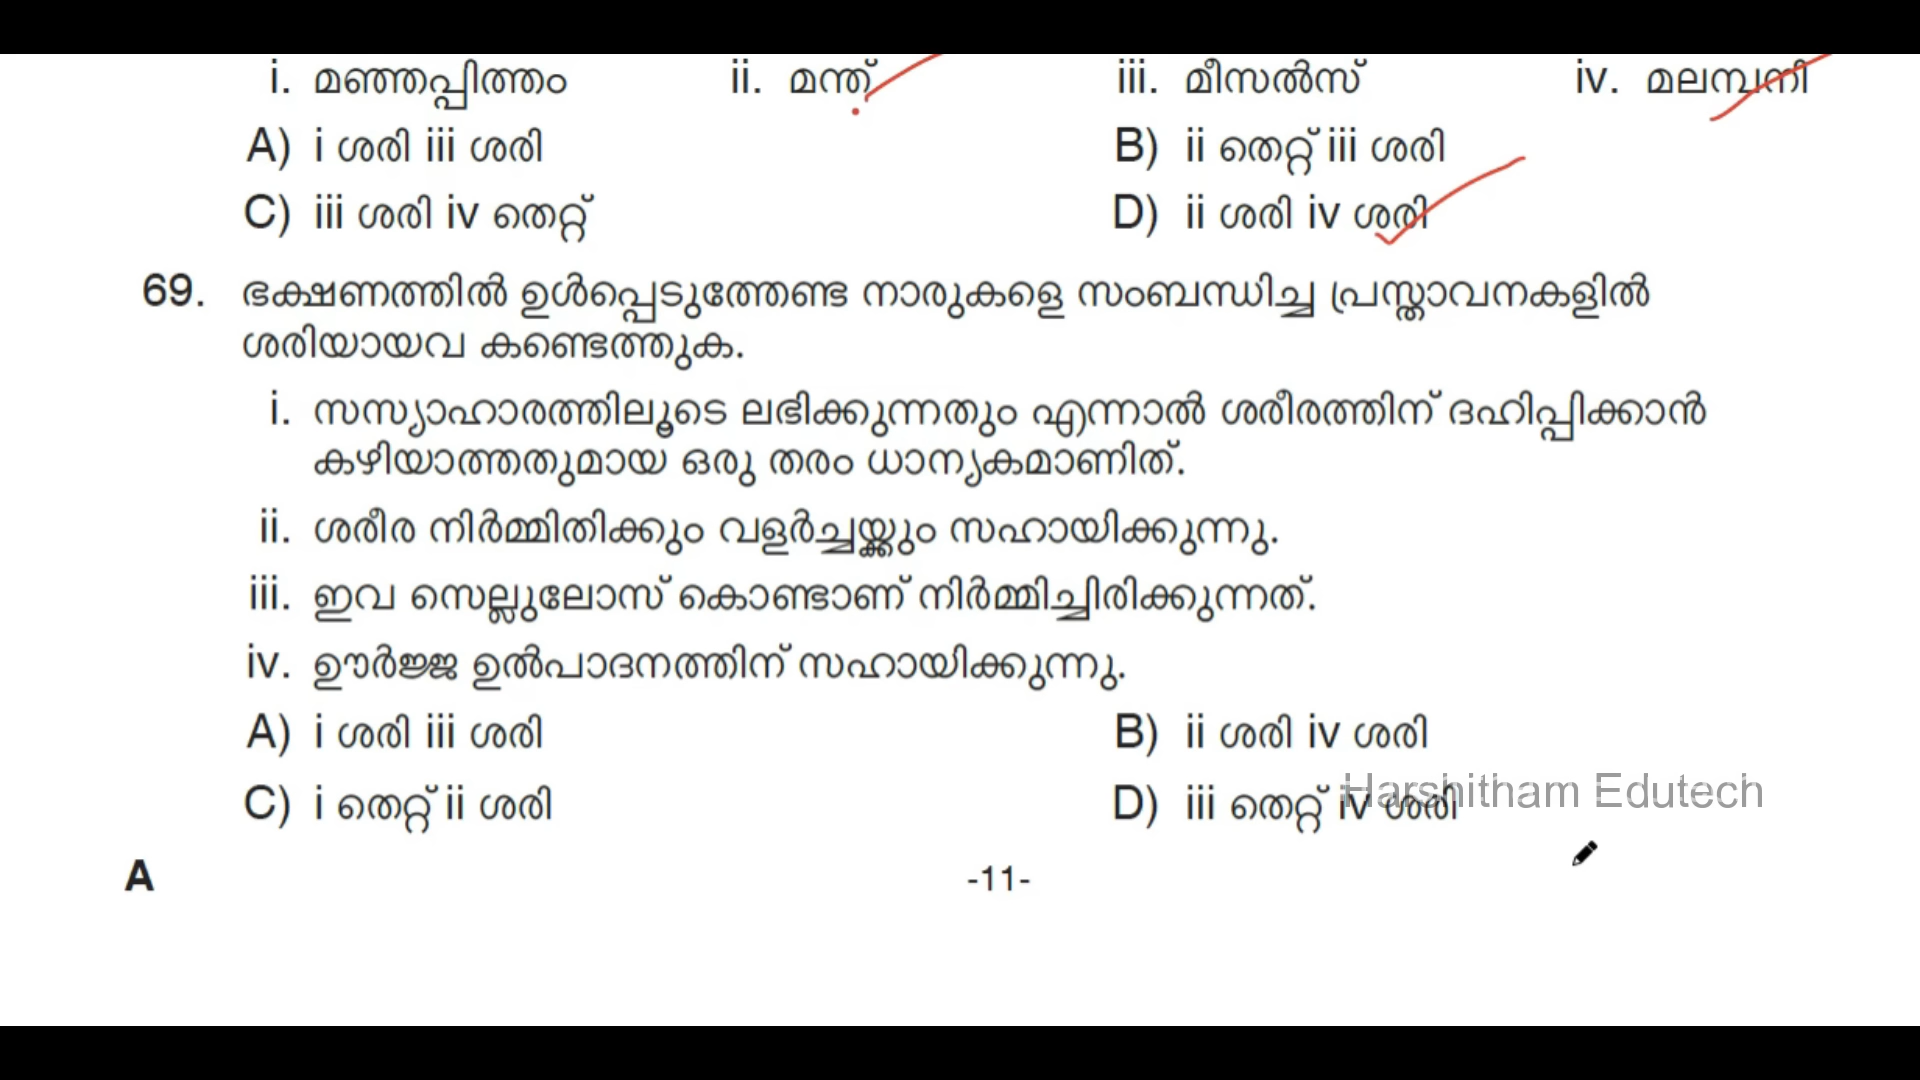 i. മഞ്ഞപ്പിത്തം ii. മന്ത് iii. മീസൽസ് iv. മലമ്പനി
A) i ശരി iii ശരി B) ii തെറ്റ് iii ശരി
C) iii ശരി iv തെറ്റ് D) ii ശരി iv ശരി
69. ഭക്ഷണത്തിൽ ഉൾപ്പെടുത്തേണ്ട നാരുകളെ സംബന്ധിച്ച പ്രസ്താവനകളിൽ
ശരിയായവ കണ്ടെത്തുക.
i. സസ്യാഹാരത്തിലൂടെ ലഭിക്കുന്നതും എന്നാൽ ശരീരത്തിന് ദഹിപ്പിക്കാൻ
കഴിയാത്തതുമായ ഒരു തരം ധാന്യകമാണിത്.
ii. ശരീര നിർമ്മിതിക്കും വളർച്ചയ്ക്കും സഹായിക്കുന്നു.
iii. ഇവ സെല്ലുലോസ് കൊണ്ടാണ് നിർമ്മിച്ചിരിക്കുന്നത്.
iv. ഊർജ്ജ ഉൽപാദനത്തിന് സഹായിക്കുന്നു.
A) i ശരി iii ശരി B) ii ശരി iv ശരി
Harshitham Edutech
C) i തെറ്റ് ii ശരി D) iii തെറ്റ് iv ശരി
A -11-